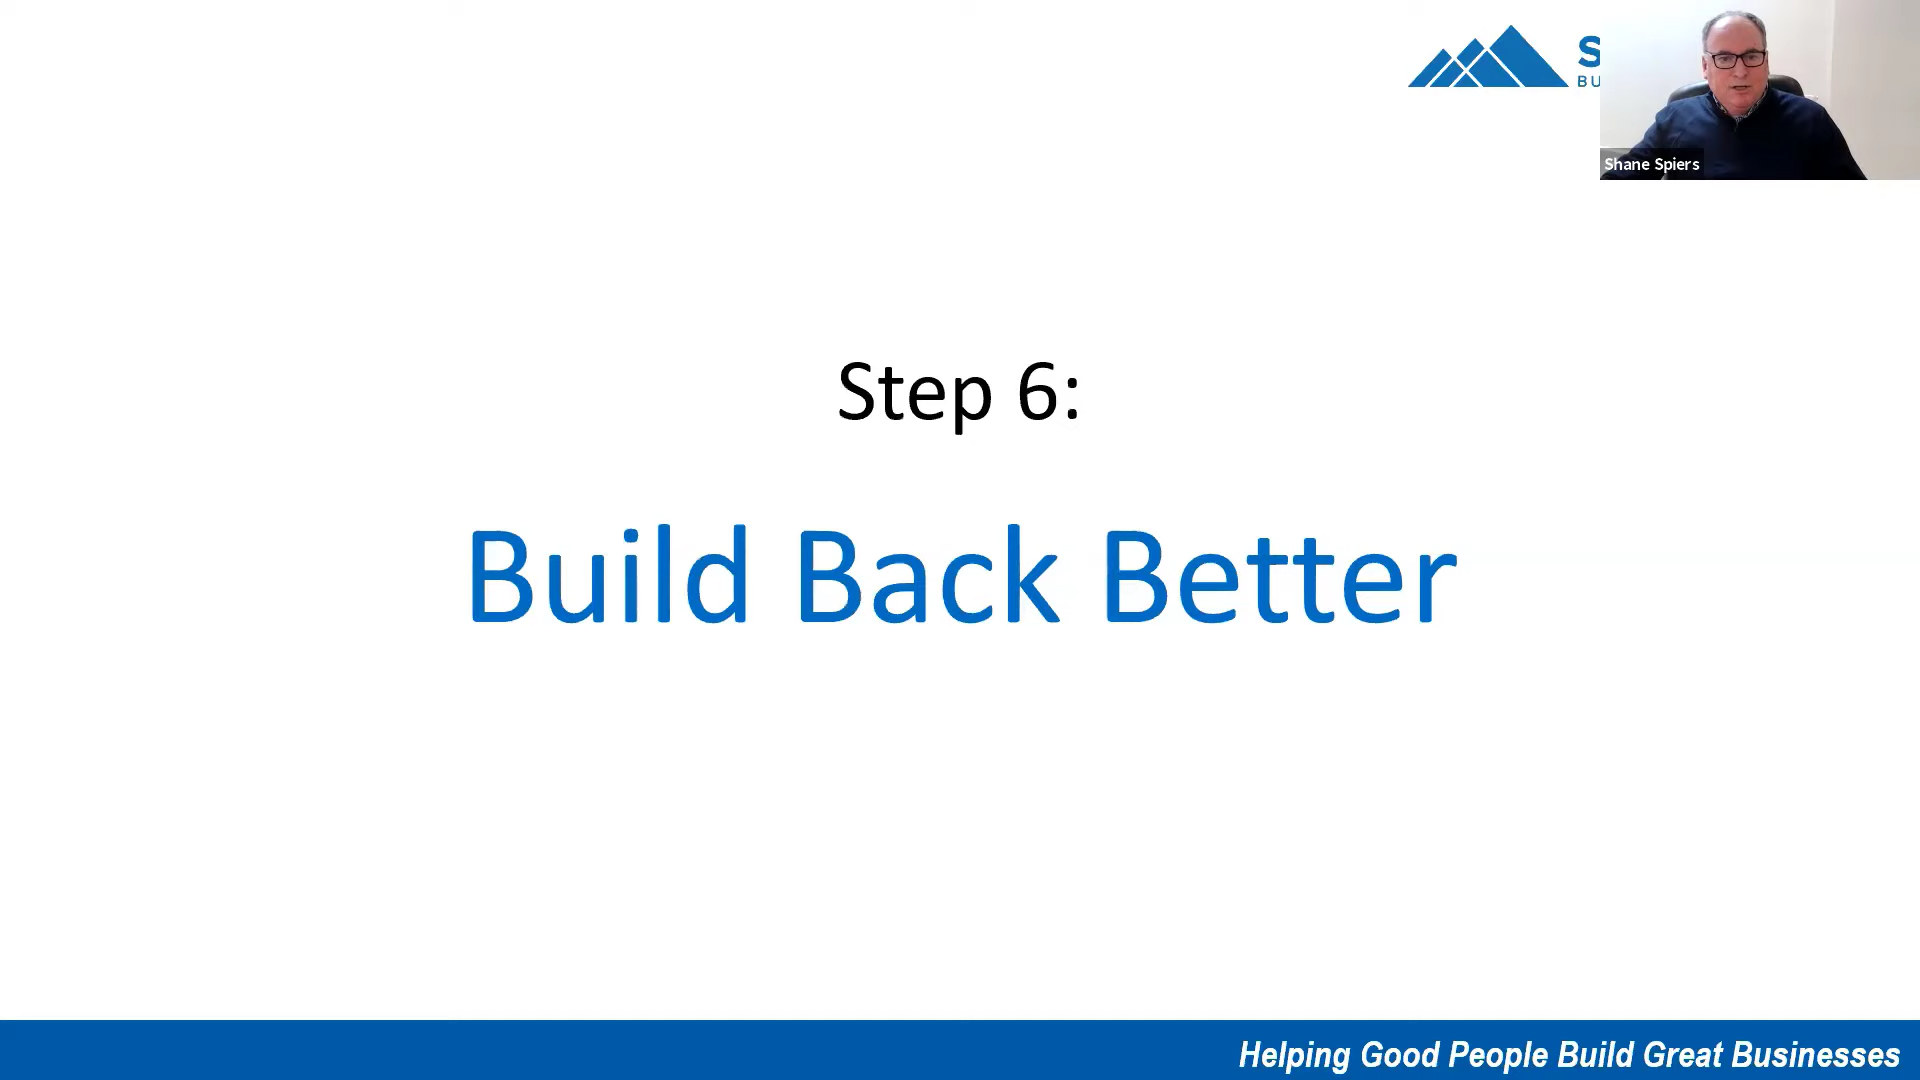 Shane Spiers
Step 6:
Build Back Better
Helping Good People Build Great Businesses